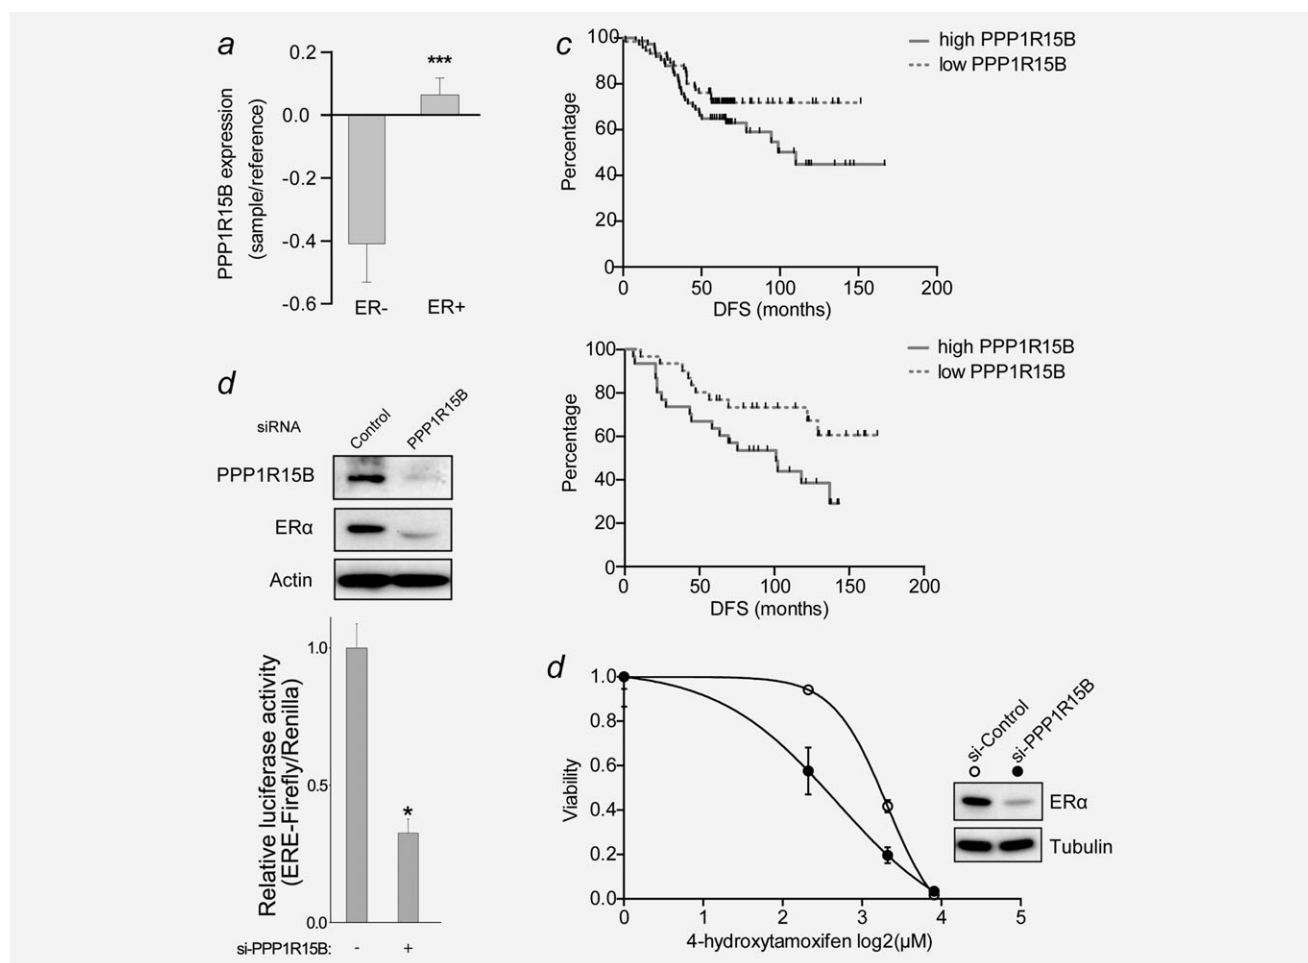 a
0.2
0.0
-0.2
-0.4
-0.6
PPP1R15B expression
(sample/reference)
***
ER-
ER+
c
100
80
60
40
20
0
Percentage
high PPP1R15B
low PPP1R15B
0 50 100 150 200
DFS (months)
100
80
60
40
20
0
Percentage
high PPP1R15B
low PPP1R15B
0 50 100 150 200
DFS (months)
d
siRNA
Control
PPP1R15B
PPP1R15B
ERα
Actin
1.0
0.5
0.0
Relative luciferase activity
(ERE-Firefly/Renilla)
*
si-PPP1R15B: - +
d
1.0
0.8
0.6
0.4
0.2
0.0
Viability
0 1 2 3 4 5
4-hydroxytamoxifen log2(µM)
si-Control
si-PPP1R15B
ERα
Tubulin